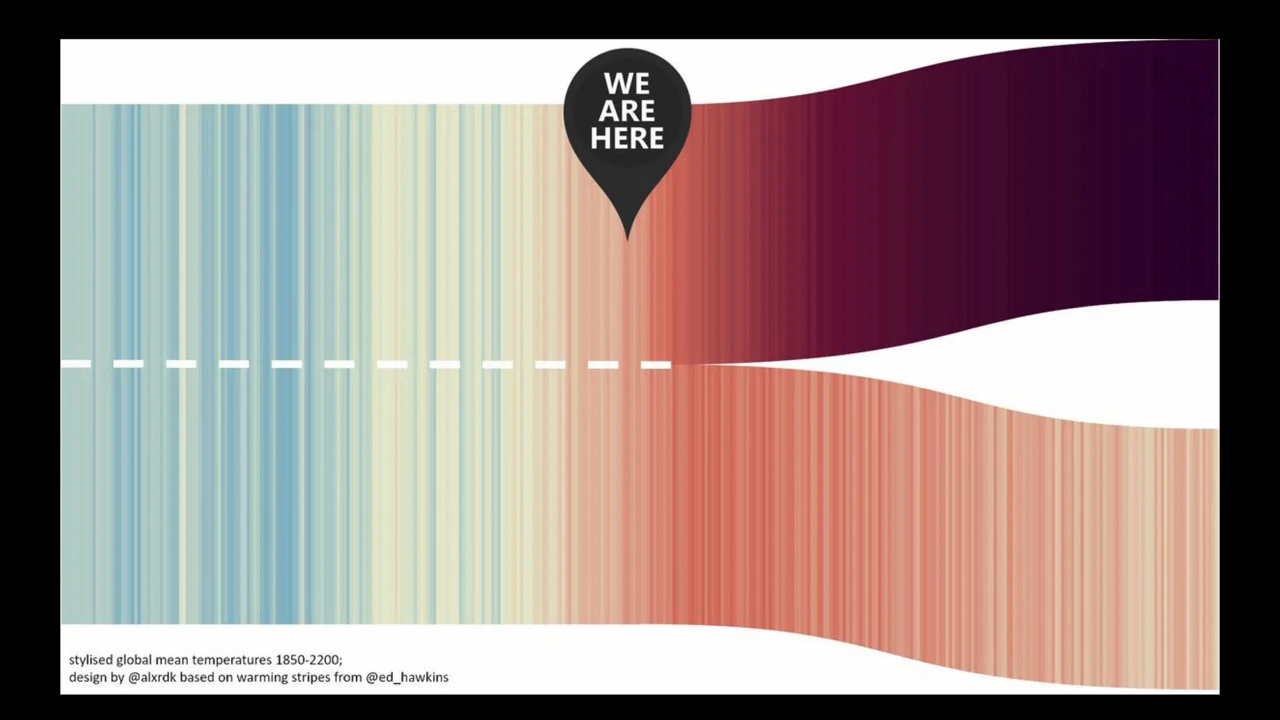 WE
ARE
HERE
stylised global mean temperatures 1850-2200;
design by @alxrdk based on warming stripes from @ed_hawkins